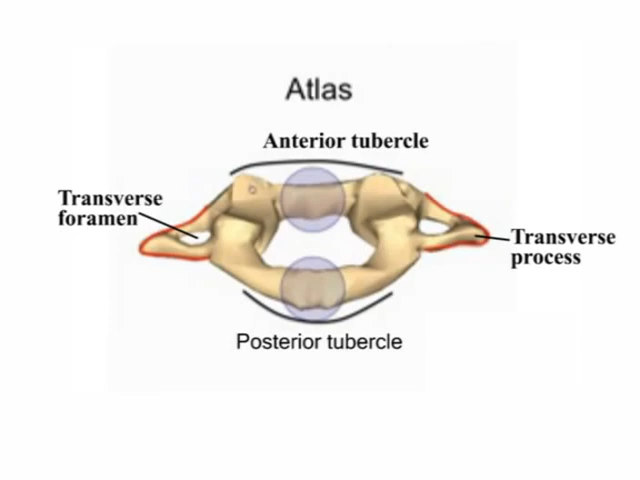 Atlas
Anterior tubercle
Transverse
foramen
Transverse
process
Posterior tubercle